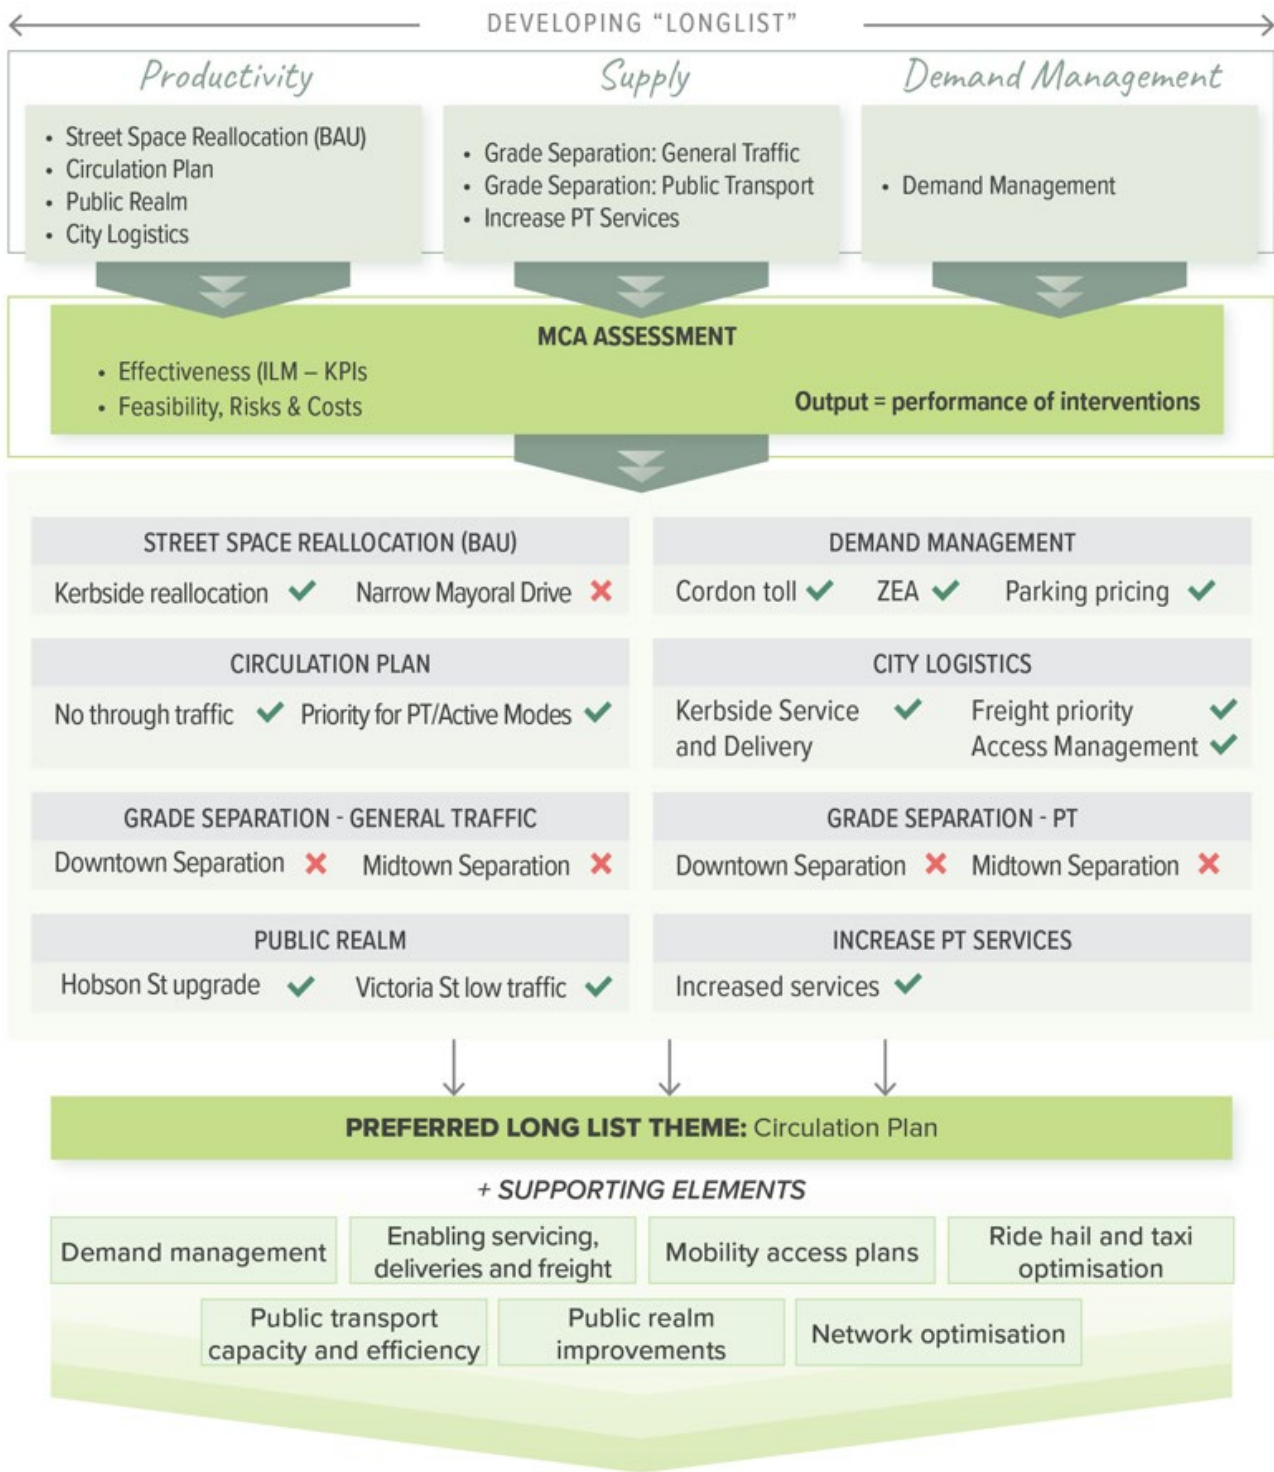 DEVELOPING “LONGLIST”
Productivity
• Street Space Reallocation (BAU)
• Circulation Plan
• Public Realm
• City Logistics
Supply
• Grade Separation: General Traffic
• Grade Separation: Public Transport
• Increase PT Services
Demand Management
• Demand Management
MCA ASSESSMENT
• Effectiveness (ILM – KPIs
• Feasibility, Risks & Costs
Output = performance of interventions
STREET SPACE REALLOCATION (BAU)
Kerbside reallocation ✔ Narrow Mayoral Drive ✖
DEMAND MANAGEMENT
Cordon toll ✔ ZEA ✔ Parking pricing ✔
CIRCULATION PLAN
No through traffic ✔ Priority for PT/Active Modes ✔
CITY LOGISTICS
Kerbside Service ✔
and Delivery
Freight priority ✔
Access Management ✔
GRADE SEPARATION - GENERAL TRAFFIC
Downtown Separation ✖ Midtown Separation ✖
GRADE SEPARATION - PT
Downtown Separation ✖ Midtown Separation ✖
PUBLIC REALM
Hobson St upgrade ✔ Victoria St low traffic ✔
INCREASE PT SERVICES
Increased services ✔
PREFERRED LONG LIST THEME: Circulation Plan
+ SUPPORTING ELEMENTS
Demand management
Enabling servicing,
deliveries and freight
Mobility access plans
Ride hail and taxi
optimisation
Public transport
capacity and efficiency
Public realm
improvements
Network optimisation